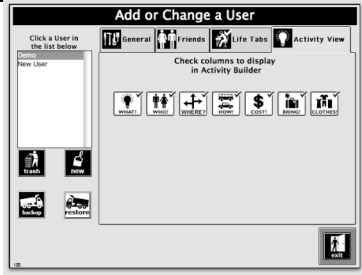 Add or Change a User
Click a User in
the list below
General
Friends
Life Tabs
Activity View
Demo
New User
Check columns to display
in Activity Builder
WHAT!
WHO!
WHERE?
HOW!
COST!
BRING!
CLOTHES!
trash
new
backup
restore
exit